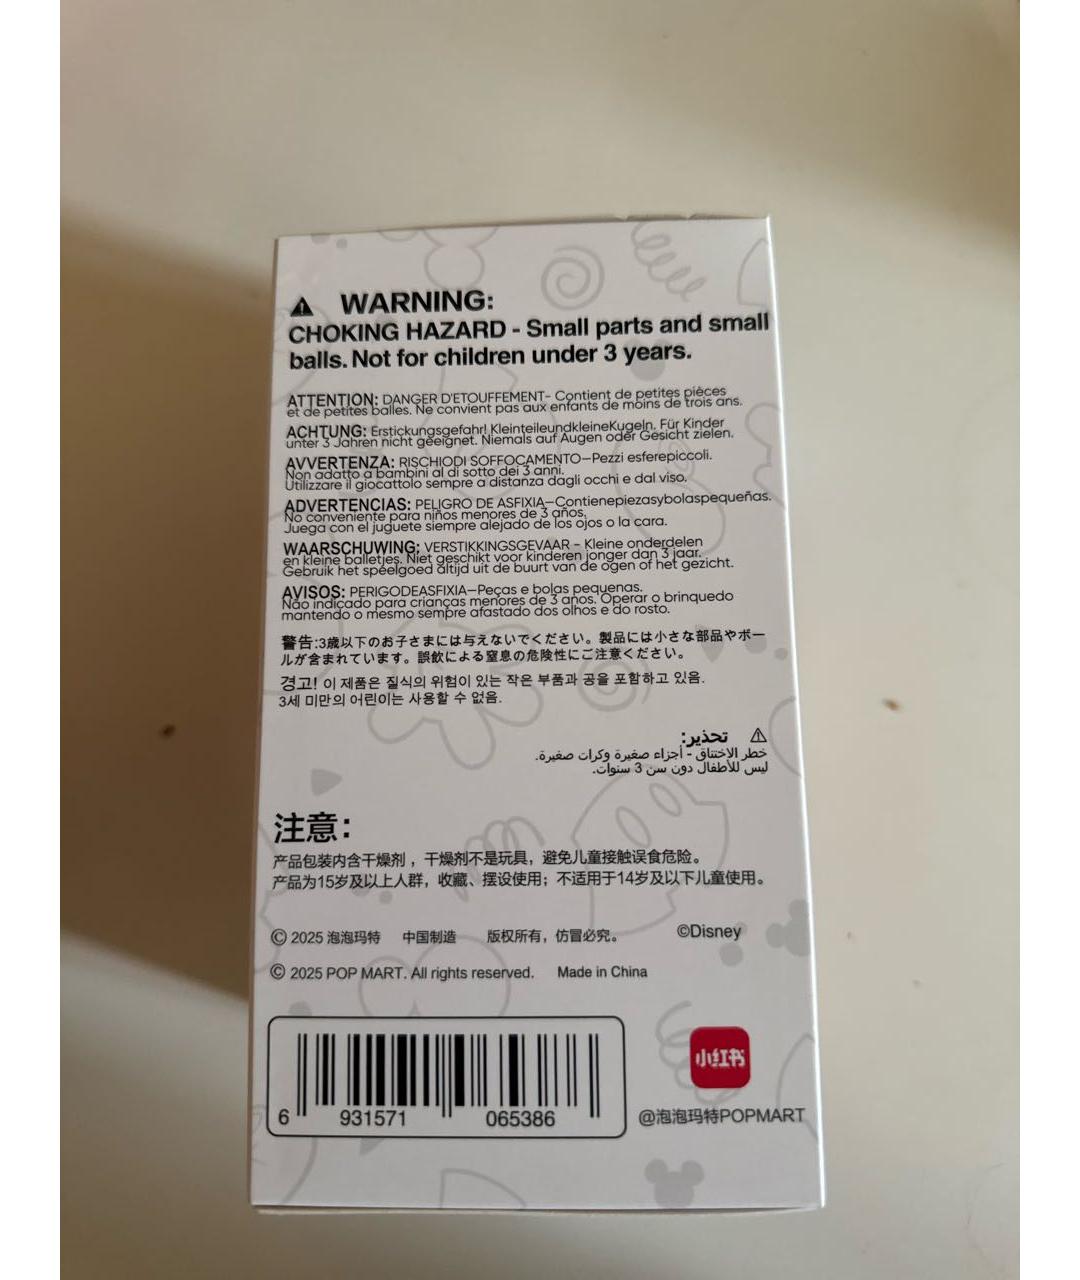 ⚠ WARNING:
CHOKING HAZARD - Small parts and small
balls. Not for children under 3 years.
ATTENTION: DANGER D'ETOUFFEMENT- Contient de petites pièces
et de petites balles. Ne convient pas aux enfants de moins de trois ans.
ACHTUNG: Erstickungsgefahr! KleinteileundkleineKugeln. Für Kinder
unter 3 Jahren nicht geeignet. Niemals auf Augen oder Gesicht zielen.
AVVERTENZA: RISCHIODI SOFFOCAMENTO—Pezzi esferepiccoli.
Non adatto a bambini al di sotto dei 3 anni.
Utilizzare il giocattolo sempre a distanza dagli occhi e dal viso.
ADVERTENCIAS: PELIGRO DE ASFIXIA—Contienepiezasybolaspequeñas.
No conveniente para niños menores de 3 años.
Juega con el juguete siempre alejado de los ojos o la cara.
WAARSCHUWING: VERSTIKKINGSGEVAAR - Kleine onderdelen
en kleine balletjes. Niet geschikt voor kinderen jonger dan 3 jaar.
Gebruik het speelgoed altijd uit de buurt van de ogen of het gezicht.
AVISOS: PERIGODEASFIXIA—Peças e bolas pequenas.
Não indicado para crianças menores de 3 anos. Operar o brinquedo
mantendo o mesmo sempre afastado dos olhos e do rosto.
警告:3歳以下のお子さまには与えないでください。製品には小さな部品やボー
ルが含まれています。誤飲による窒息の危険性にご注意ください。
경고! 이 제품은 질식의 위험이 있는 작은 부품과 공을 포함하고 있음.
3세 미만의 어린이는 사용할 수 없음.
⚠ تحذير:
خطر الاختناق - أجزاء صغيرة وكرات صغيرة.
ليس للأطفال دون سن 3 سنوات.
注意:
产品包装内含干燥剂，干燥剂不是玩具，避免儿童接触误食危险。
产品为15岁及以上人群，收藏、摆设使用；不适用于14岁及以下儿童使用。
© 2025 泡泡玛特 中国制造 版权所有，仿冒必究。 ©Disney
© 2025 POP MART. All rights reserved. Made in China
小红书
6 931571 065386
@泡泡玛特POPMART